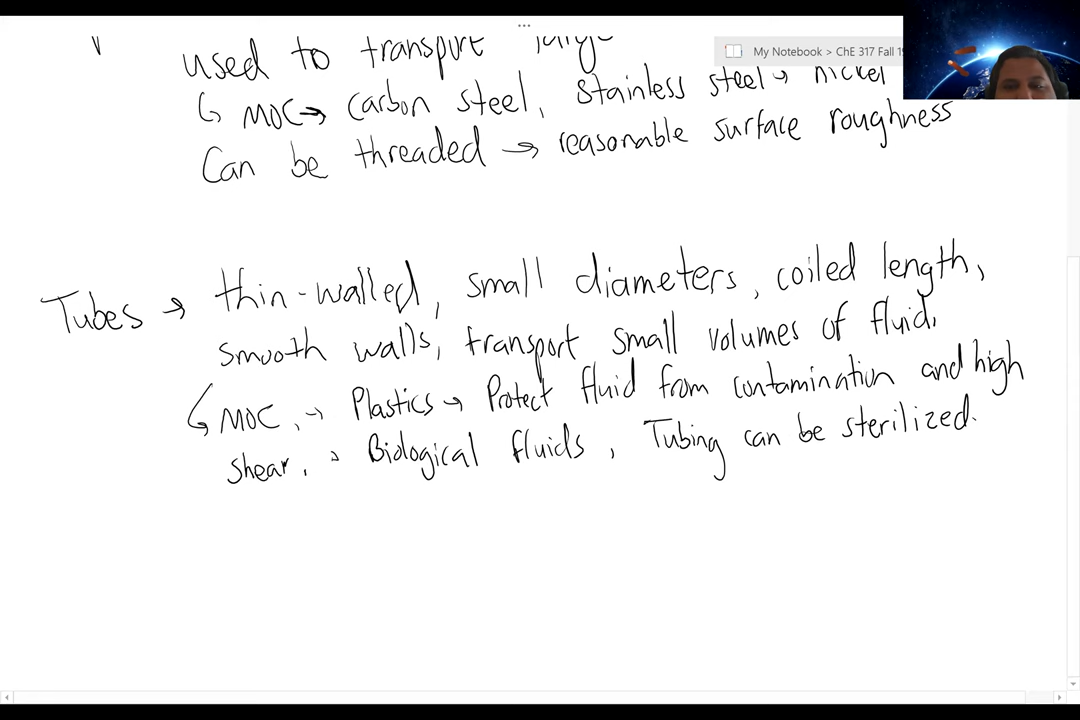 used to transport large
My Notebook > ChE 317 Fall 19
↳ MOC → carbon steel, Stainless steel → nickel
Can be threaded → reasonable surface roughness
Tubes → thin-walled, small diameters, coiled length,
smooth walls, transport small volumes of fluid.
↳ MOC. → Plastics → Protect fluid from contamination and high
shear. → Biological fluids, Tubing can be sterilized.